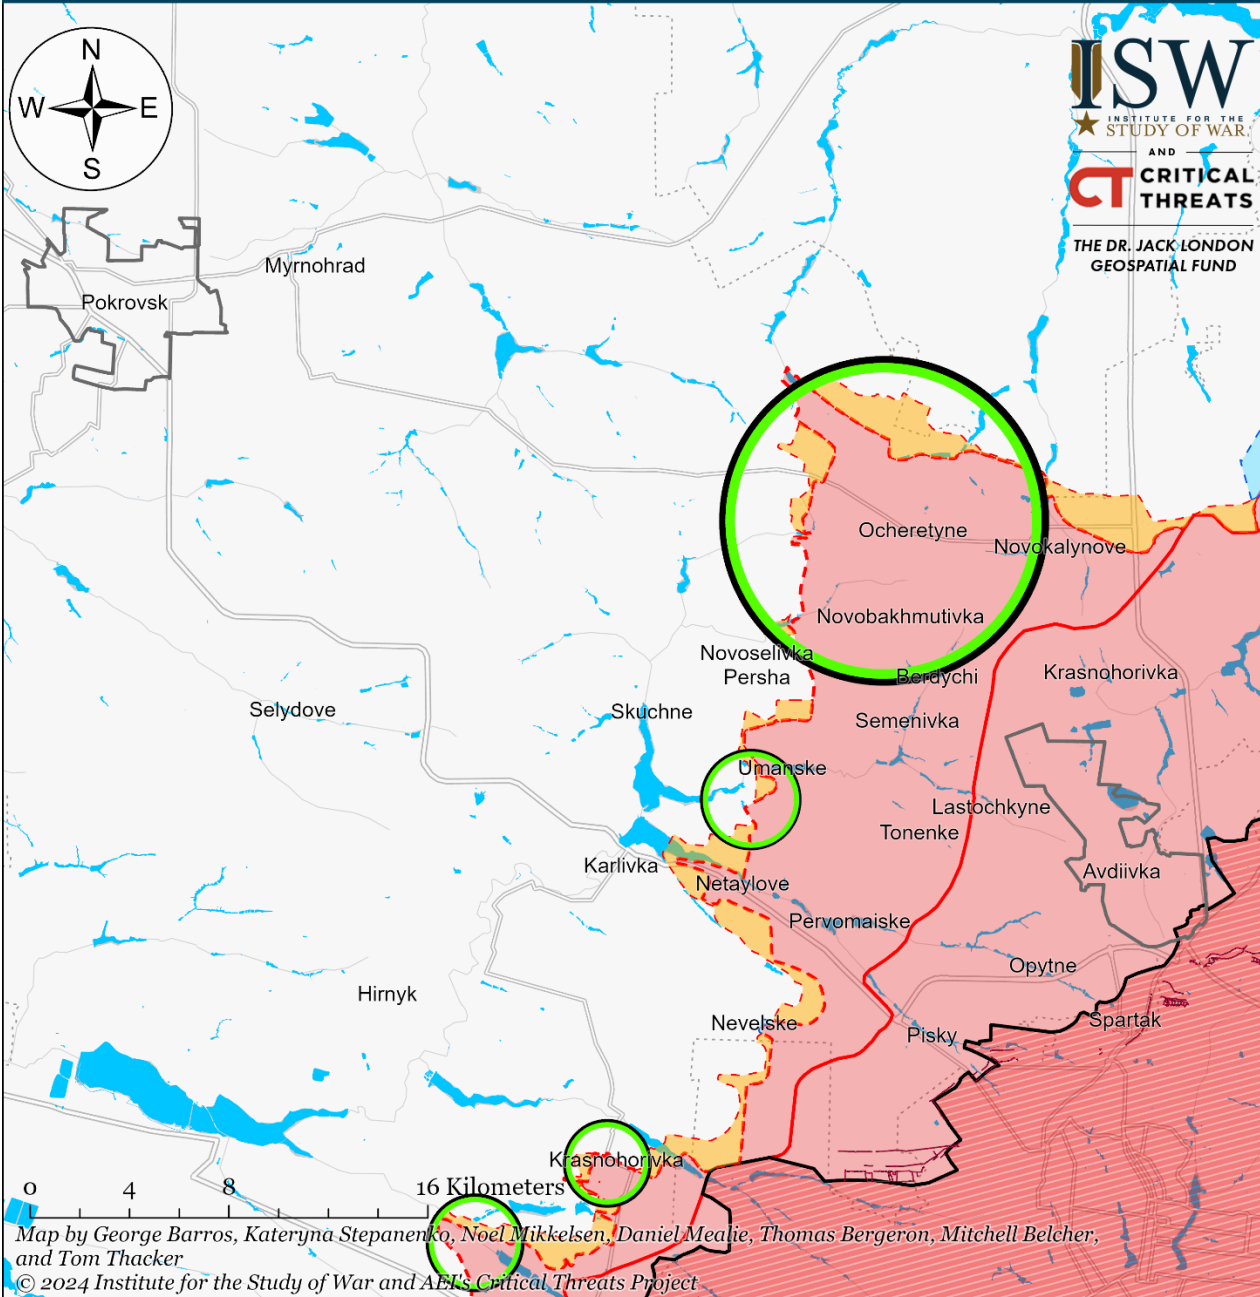 N
W E
S
ISW
INSTITUTE FOR THE
STUDY OF WAR
AND
CT CRITICAL
THREATS
THE DR. JACK LONDON
GEOSPATIAL FUND
Myrnohrad
Pokrovsk
Ocheretyne
Novokalynove
Novobakhmutivka
Novoselivka
Persha
Berdychi
Krasnohorivka
Selydove
Skuchne
Semenivka
Umanske
Lastochkyne
Tonenke
Karlivka
Netaylove
Avdiivka
Pervomaiske
Opytne
Hirnyk
Nevelske
Spartak
Pisky
Krasnohorivka
0 4 8 16 Kilometers
Map by George Barros, Kateryna Stepanenko, Noel Mikkelsen, Daniel Mealie, Thomas Bergeron, Mitchell Belcher,
and Tom Thacker
© 2024 Institute for the Study of War and AEI's Critical Threats Project